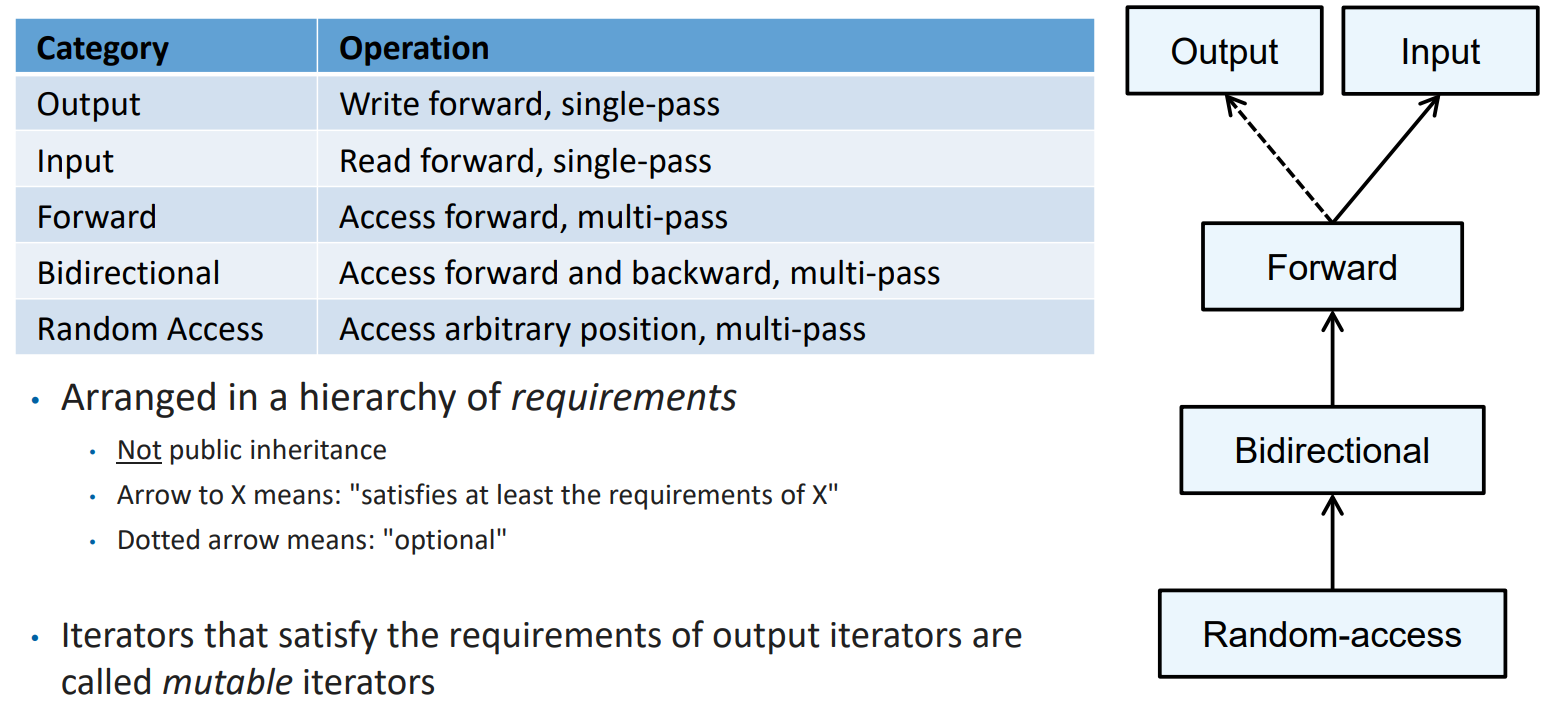 Category Operation
Output Write forward, single-pass
Input Read forward, single-pass
Forward Access forward, multi-pass
Bidirectional Access forward and backward, multi-pass
Random Access Access arbitrary position, multi-pass
• Arranged in a hierarchy of requirements
• Not public inheritance
• Arrow to X means: "satisfies at least the requirements of X"
• Dotted arrow means: "optional"
• Iterators that satisfy the requirements of output iterators are
called mutable iterators
Output Input
Forward
Bidirectional
Random-access